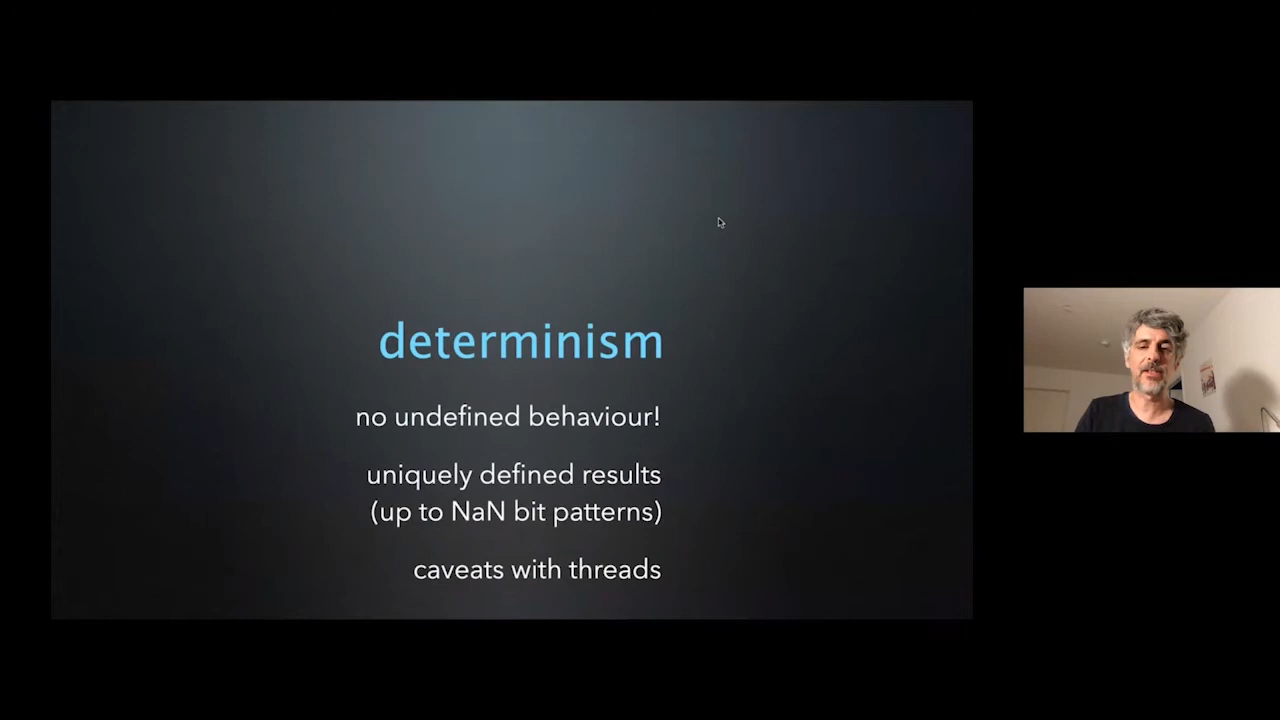 determinism
no undefined behaviour!
uniquely defined results
(up to NaN bit patterns)
caveats with threads